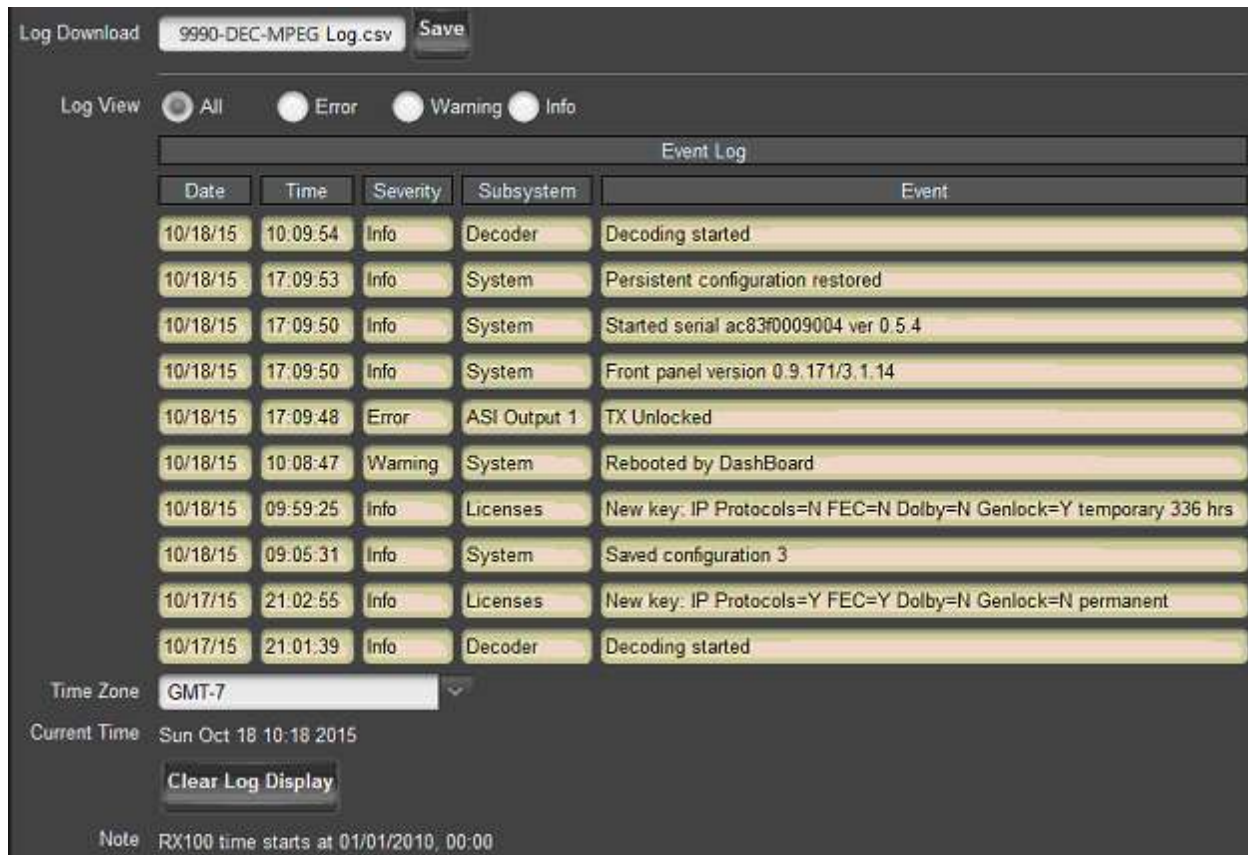 Log Download 9990-DEC-MPEG Log.csv Save
Log View All Error Warning Info
Event Log
Date Time Severity Subsystem Event
10/18/15 10:09:54 Info Decoder Decoding started
10/18/15 17:09:53 Info System Persistent configuration restored
10/18/15 17:09:50 Info System Started serial ac83f0009004 ver 0.5.4
10/18/15 17:09:50 Info System Front panel version 0.9.171/3.1.14
10/18/15 17:09:48 Error ASI Output 1 TX Unlocked
10/18/15 10:08:47 Warning System Rebooted by DashBoard
10/18/15 09:59:25 Info Licenses New key: IP Protocols=N FEC=N Dolby=N Genlock=Y temporary 336 hrs
10/18/15 09:05:31 Info System Saved configuration 3
10/17/15 21:02:55 Info Licenses New key: IP Protocols=Y FEC=Y Dolby=N Genlock=N permanent
10/17/15 21:01:39 Info Decoder Decoding started
Time Zone GMT-7
Current Time Sun Oct 18 10:18 2015
Clear Log Display
Note RX100 time starts at 01/01/2010, 00:00